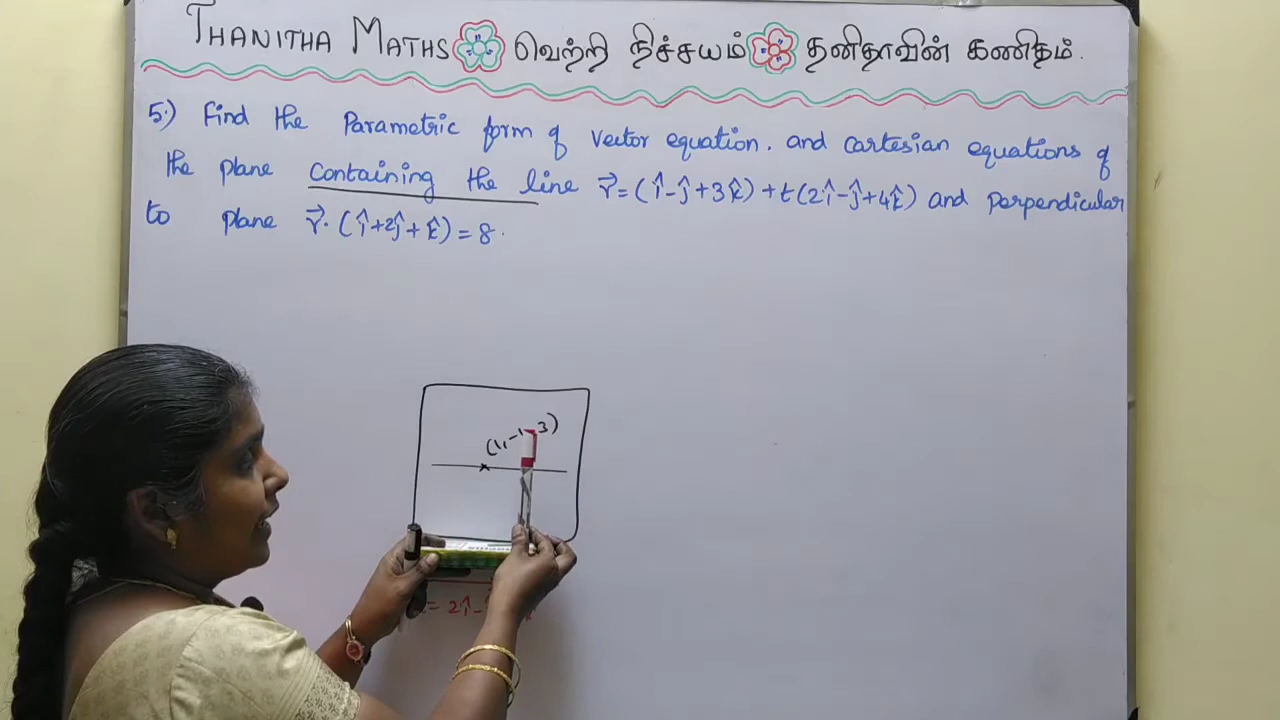 THANITHA MATHS வெற்றி நிச்சயம் தனிதாவின் கணிதம்.
5.) Find the Parametric form of vector equation. and cartesian equations of
the plane containing the line r⃗=(î-ĵ+3k̂)+t(2î-ĵ+4k̂) and perpendicular
to plane r⃗·(î+2ĵ+k̂)=8.
(1,-1,3)
= 2î-